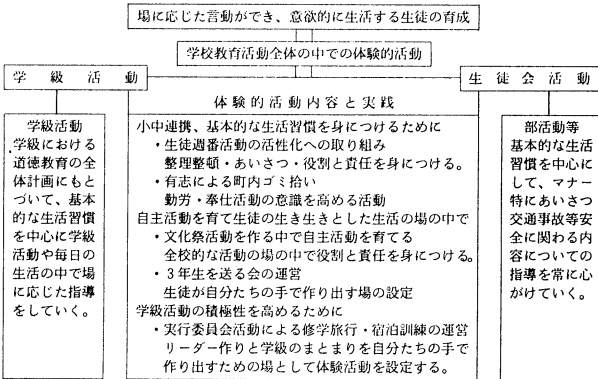 場に応じた言動ができ、意欲的に生活する生徒の育成
学校教育活動全体の中での体験的活動
学級活動
生徒会活動
学級活動
学級における
道徳教育の全
体計画にもと
づいて、基本
的な生活習慣
を中心に学級
活動や毎日の
生活の中で場
に応じた指導
をしていく。
体験的活動内容と実践
小中連携、基本的な生活習慣を身につけるために
・生徒週番活動の活性化への取り組み
整理整頓・あいさつ・役割と責任を身につける。
・有志による町内ゴミ拾い
勤労・奉仕活動の意識を高める活動
自主活動を育て生徒の生き生きとした生活の場の中で
・文化祭活動を作る中で自主活動を育てる
全校的な活動の場の中で役割と責任を身につける。
・3年生を送る会の運営
生徒が自分たちの手で作り出す場の設定
学級活動の積極性を高めるために
・実行委員会活動による修学旅行・宿泊訓練の運営
リーダー作りと学級のまとまりを自分たちの手で
作り出すための場として体験活動を設定する。
部活動等
基本的な生活
習慣を中心に
して、マナー
特にあいさつ
交通事故等安
全に関わる内
容についての
指導を常に心
がけていく。